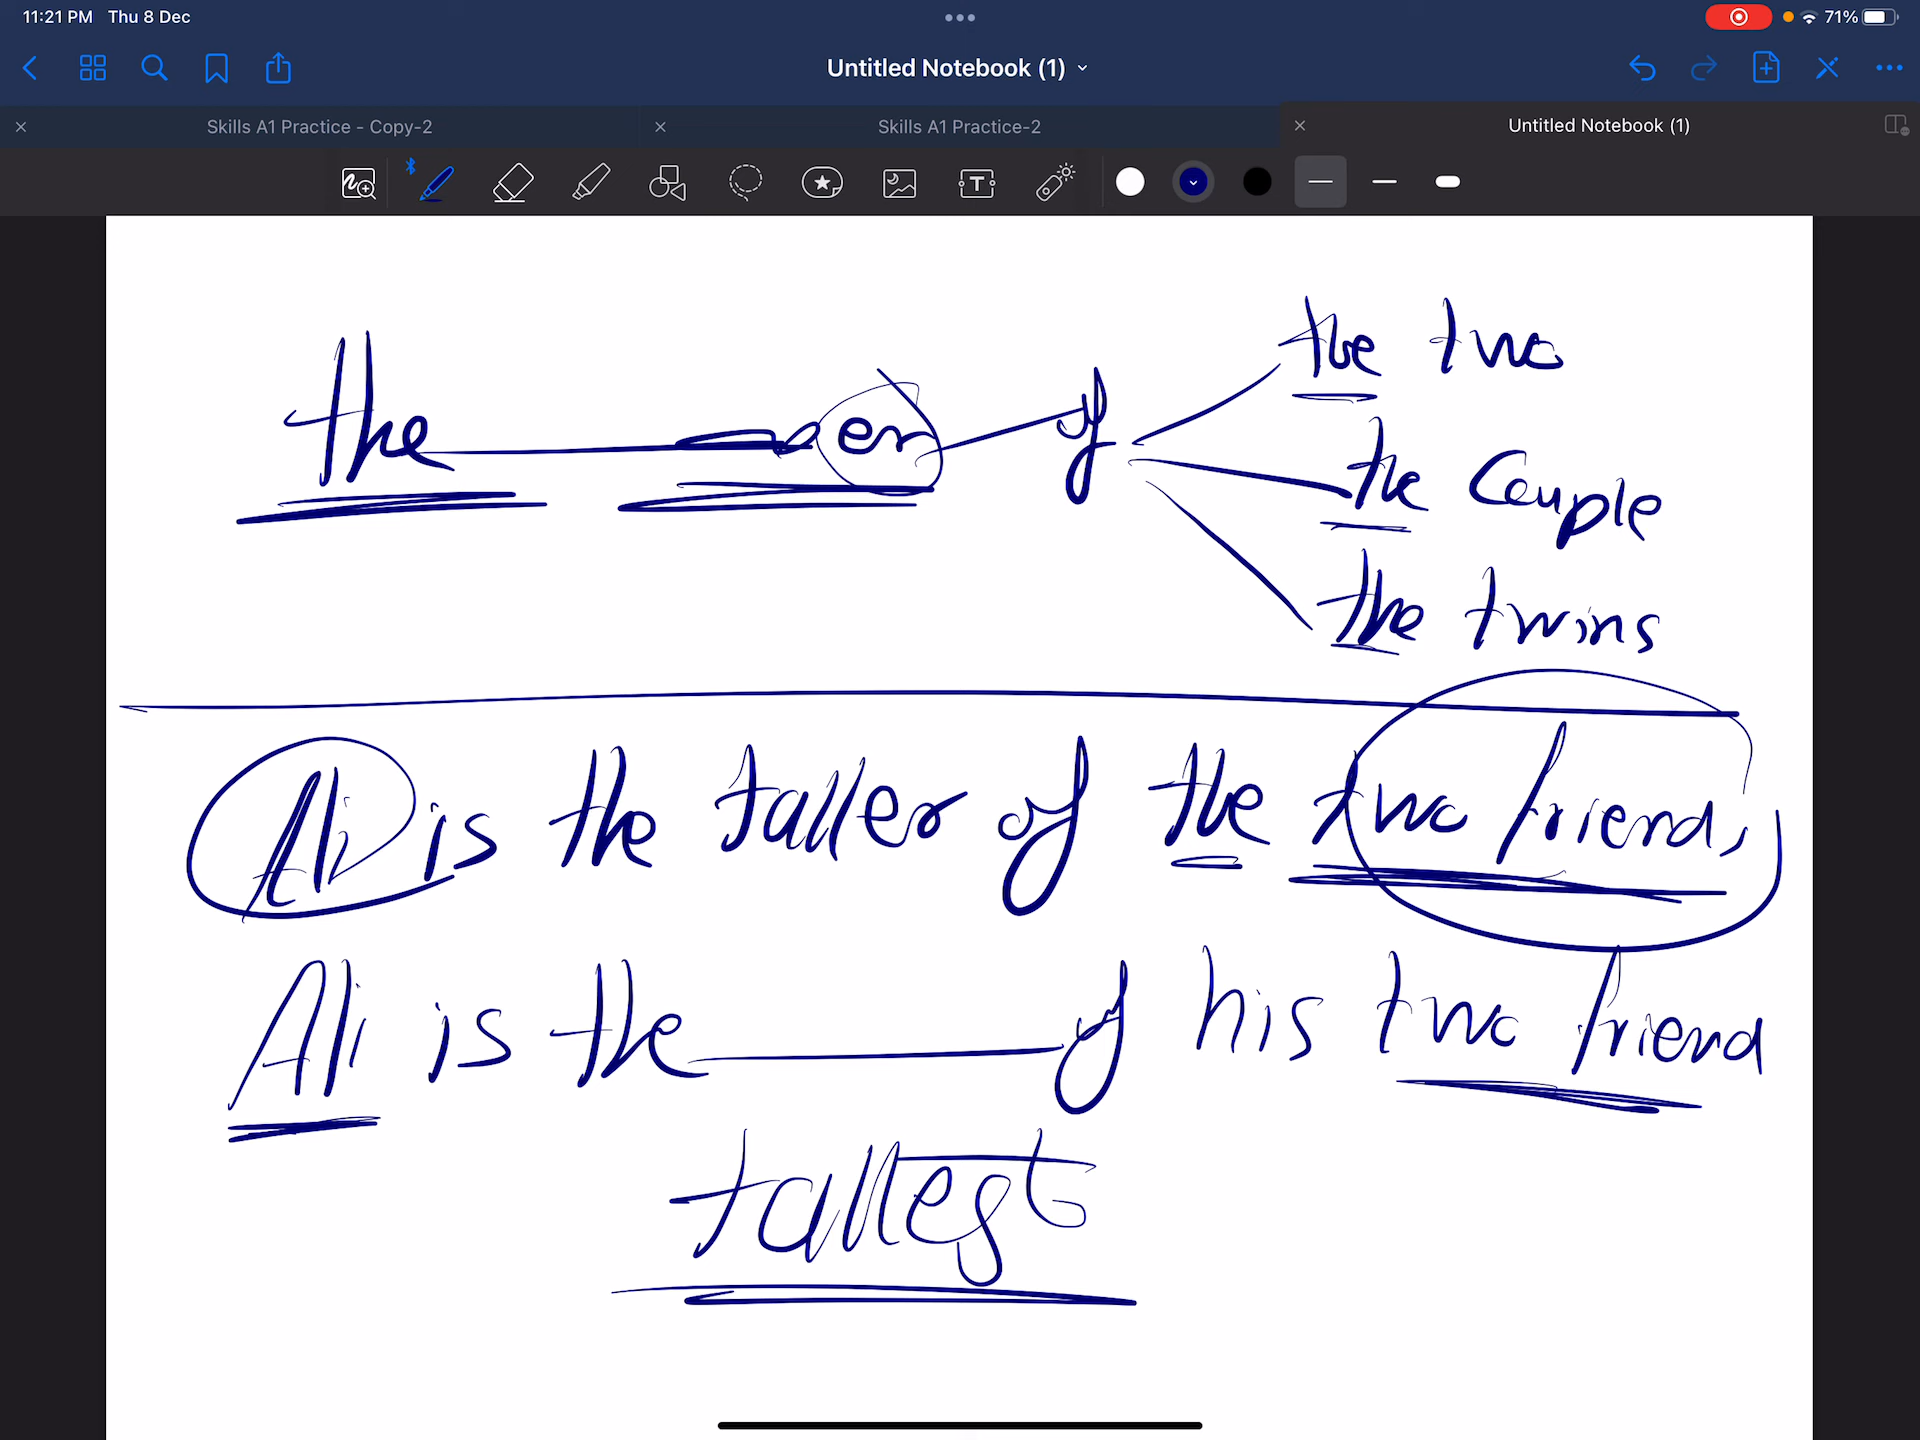 11:21 PM Thu 8 Dec
71%
Untitled Notebook (1)
Skills A1 Practice - Copy-2
Skills A1 Practice-2
Untitled Notebook (1)
the two
the er of
the Couple
the twins
Ali is the taller of the two friends
Ali is the of his two friend
tallest